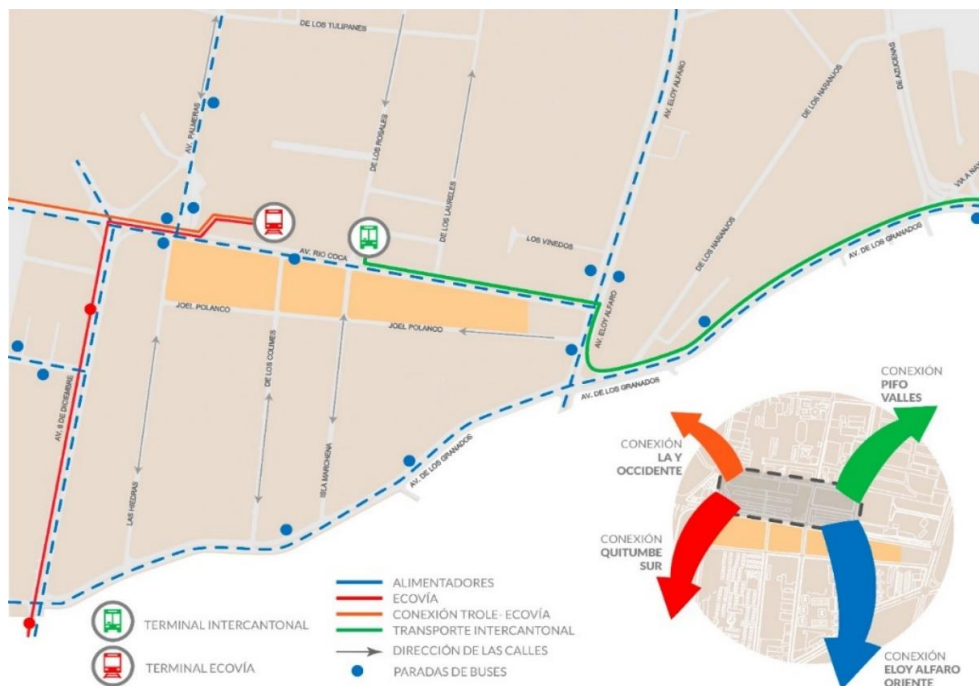 DE LOS TULIPANES
AV. PALMERAS
DE LOS ROSALES
DE LOS LAURELES
AV. ELOY ALFARO
DE LOS NARANJOS
DE AZUCENAS
VIA A NAY
LOS VINEDOS
DE LOS NARANJOS
AV. RIO COCA
AV. DE LOS GRANADOS
JOEL POLANCO
JOEL POLANCO
AV. ELOY ALFARO
AV. DE LOS GRANADOS
AV. 6 DE DICIEMBRE
LAS HIEDRAS
DE LOS COLIMES
ISLA MARCHENA
AV. DE LOS GRANADOS
CONEXIÓN
PIFO
VALLES
CONEXIÓN
LA Y
OCCIDENTE
CONEXIÓN
QUITUMBE
SUR
CONEXIÓN
ELOY ALFARO
ORIENTE
TERMINAL INTERCANTONAL
TERMINAL ECOVÍA
ALIMENTADORES
ECOVÍA
CONEXIÓN TROLE- ECOVÍA
TRANSPORTE INTERCANTONAL
DIRECCIÓN DE LAS CALLES
PARADAS DE BUSES